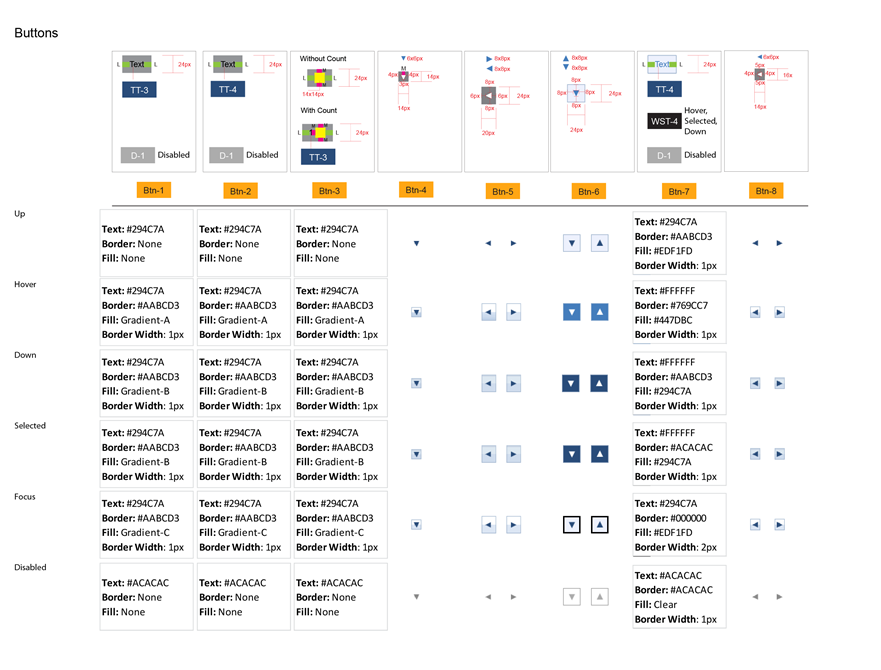 Buttons
L Text L 24px
TT-3
D-1 Disabled
L Text L 24px
TT-4
D-1 Disabled
Without Count
L L 24px
14x14px
With Count
L L 24px
TT-3
6x6px
M
4px 4px 14px
14px
8x8px
8x8px
8px
6px 6px 24px
8px
20px
8x8px
8x8px
8px
8px 8px 24px
8px
24px
L Text L 24px
TT-4
WST-4 Hover,
Selected,
Down
D-1 Disabled
6x6px
5px
4px 4px
5px
14px
Btn-1 Btn-2 Btn-3 Btn-4 Btn-5 Btn-6 Btn-7 Btn-8
Up
Text: #294C7A
Border: None
Fill: None
Text: #294C7A
Border: None
Fill: None
Text: #294C7A
Border: None
Fill: None
Text: #294C7A
Border: #AABCD3
Fill: #EDF1FD
Border Width: 1px
Hover
Text: #294C7A
Border: #AABCD3
Fill: Gradient-A
Border Width: 1px
Text: #294C7A
Border: #AABCD3
Fill: Gradient-A
Border Width: 1px
Text: #294C7A
Border: #AABCD3
Fill: Gradient-A
Border Width: 1px
Text: #FFFFFF
Border: #769CC7
Fill: #447DBC
Border Width: 1px
Down
Text: #294C7A
Border: #AABCD3
Fill: Gradient-B
Border Width: 1px
Text: #294C7A
Border: #AABCD3
Fill: Gradient-B
Border Width: 1px
Text: #294C7A
Border: #AABCD3
Fill: Gradient-B
Border Width: 1px
Text: #FFFFFF
Border: #AABCD3
Fill: #294C7A
Border Width: 1px
Selected
Text: #294C7A
Border: #AABCD3
Fill: Gradient-B
Border Width: 1px
Text: #294C7A
Border: #AABCD3
Fill: Gradient-B
Border Width: 1px
Text: #294C7A
Border: #AABCD3
Fill: Gradient-B
Border Width: 1px
Text: #FFFFFF
Border: #ACACAC
Fill: #294C7A
Border Width: 1px
Focus
Text: #294C7A
Border: #AABCD3
Fill: Gradient-C
Border Width: 1px
Text: #294C7A
Border: #AABCD3
Fill: Gradient-C
Border Width: 1px
Text: #294C7A
Border: #AABCD3
Fill: Gradient-C
Border Width: 1px
Text: #294C7A
Border: #000000
Fill: #EDF1FD
Border Width: 2px
Disabled
Text: #ACACAC
Border: None
Fill: None
Text: #ACACAC
Border: None
Fill: None
Text: #ACACAC
Border: None
Fill: None
Text: #ACACAC
Border: #ACACAC
Fill: Clear
Border Width: 1px